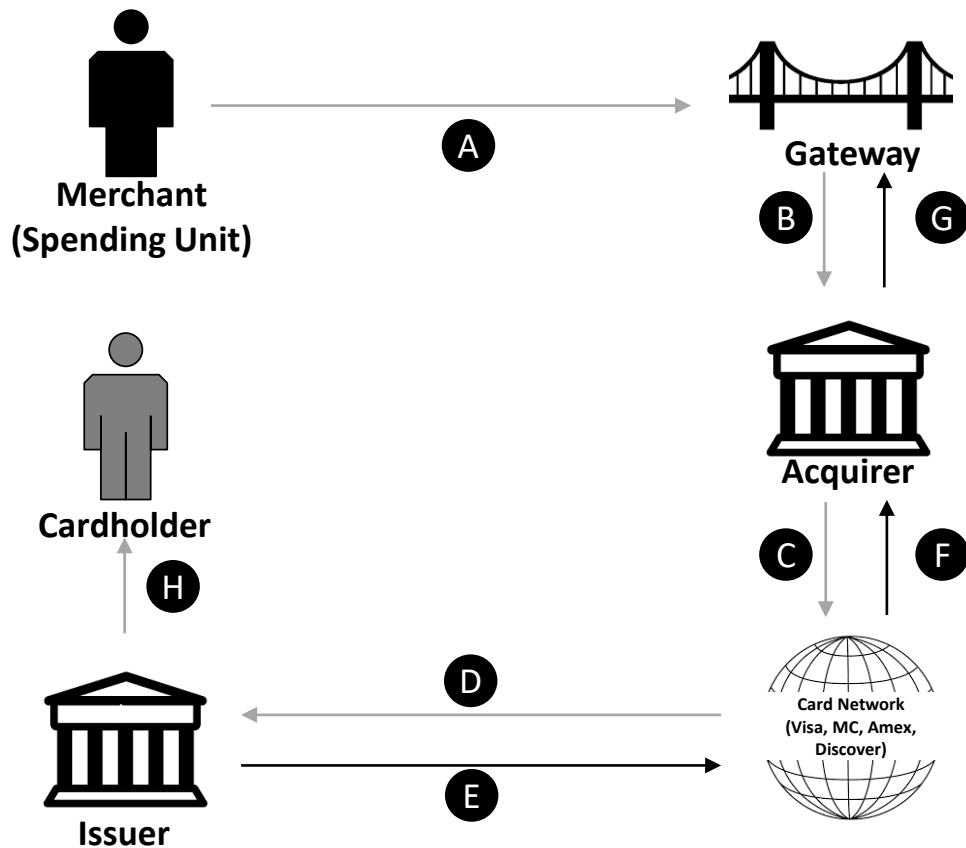 A
Merchant
(Spending Unit)
Gateway
B
G
Cardholder
H
Acquirer
C
F
D
Card Network
(Visa, MC, Amex,
Discover)
E
Issuer